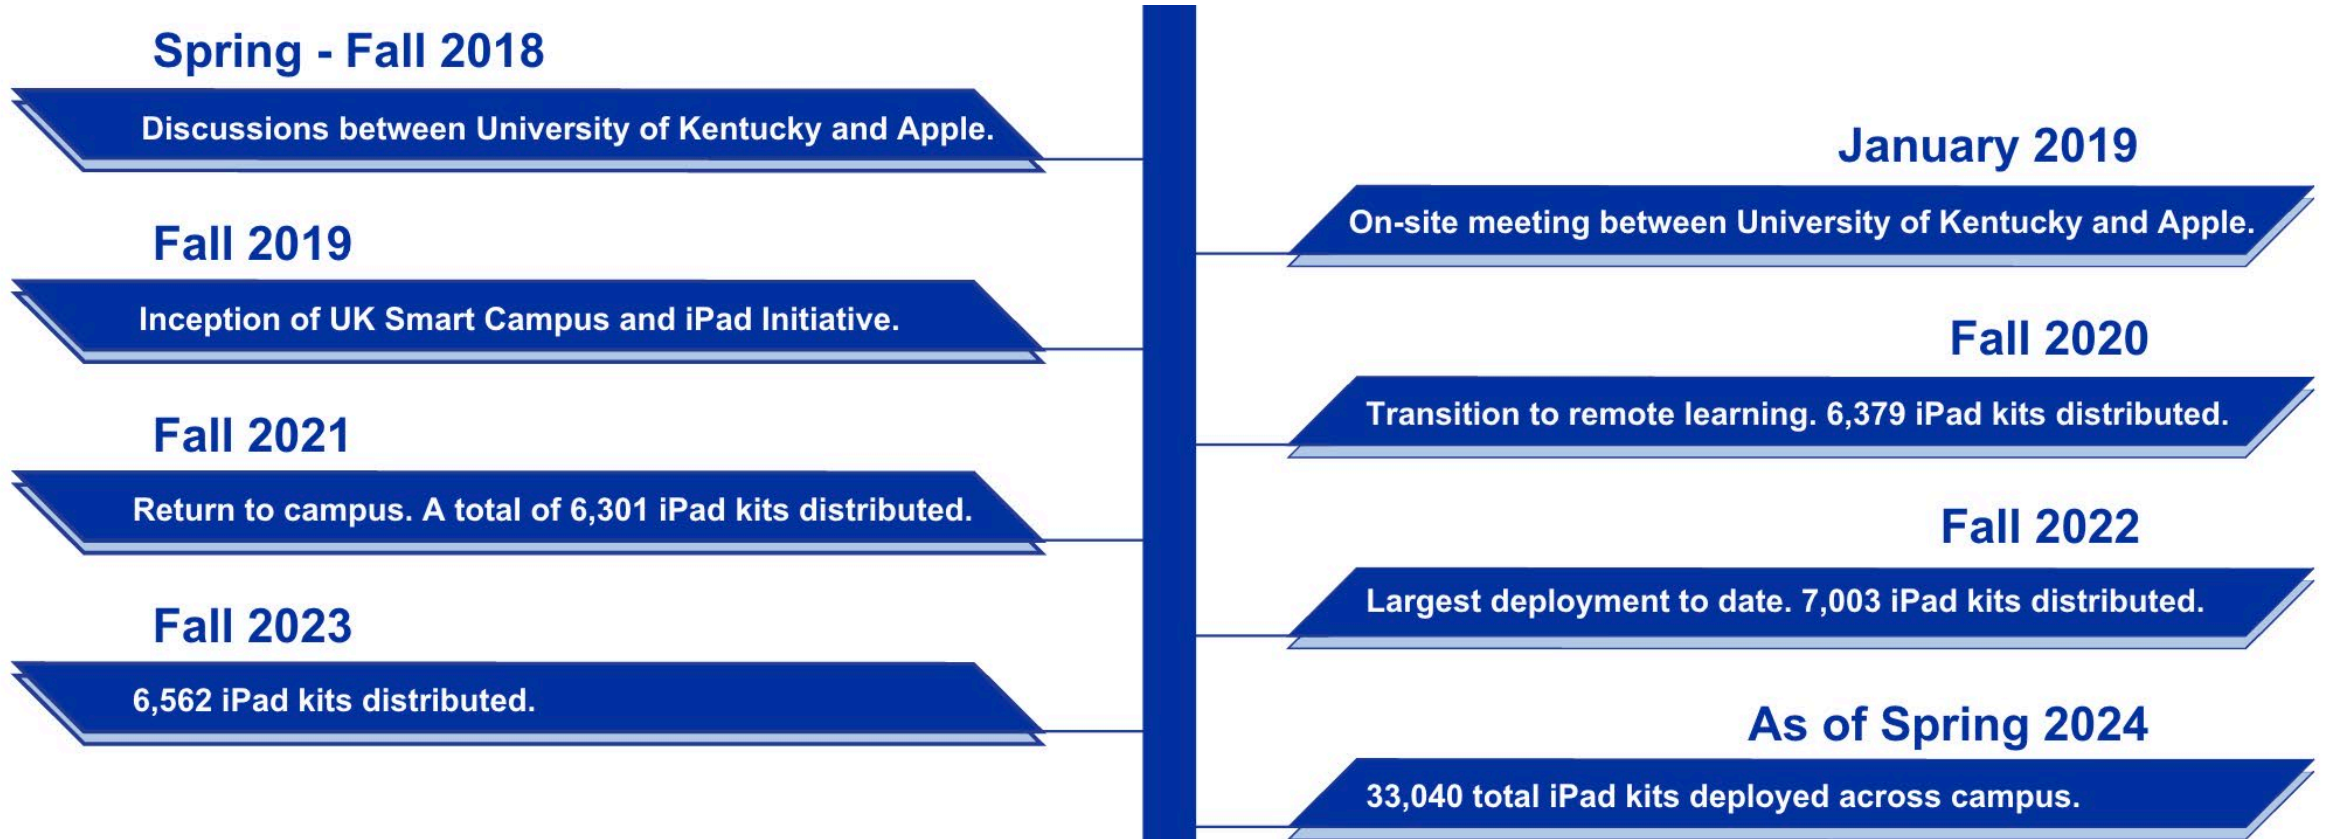 Spring - Fall 2018
Discussions between University of Kentucky and Apple.
January 2019
On-site meeting between University of Kentucky and Apple.
Fall 2019
Inception of UK Smart Campus and iPad Initiative.
Fall 2020
Transition to remote learning. 6,379 iPad kits distributed.
Fall 2021
Return to campus. A total of 6,301 iPad kits distributed.
Fall 2022
Largest deployment to date. 7,003 iPad kits distributed.
Fall 2023
6,562 iPad kits distributed.
As of Spring 2024
33,040 total iPad kits deployed across campus.